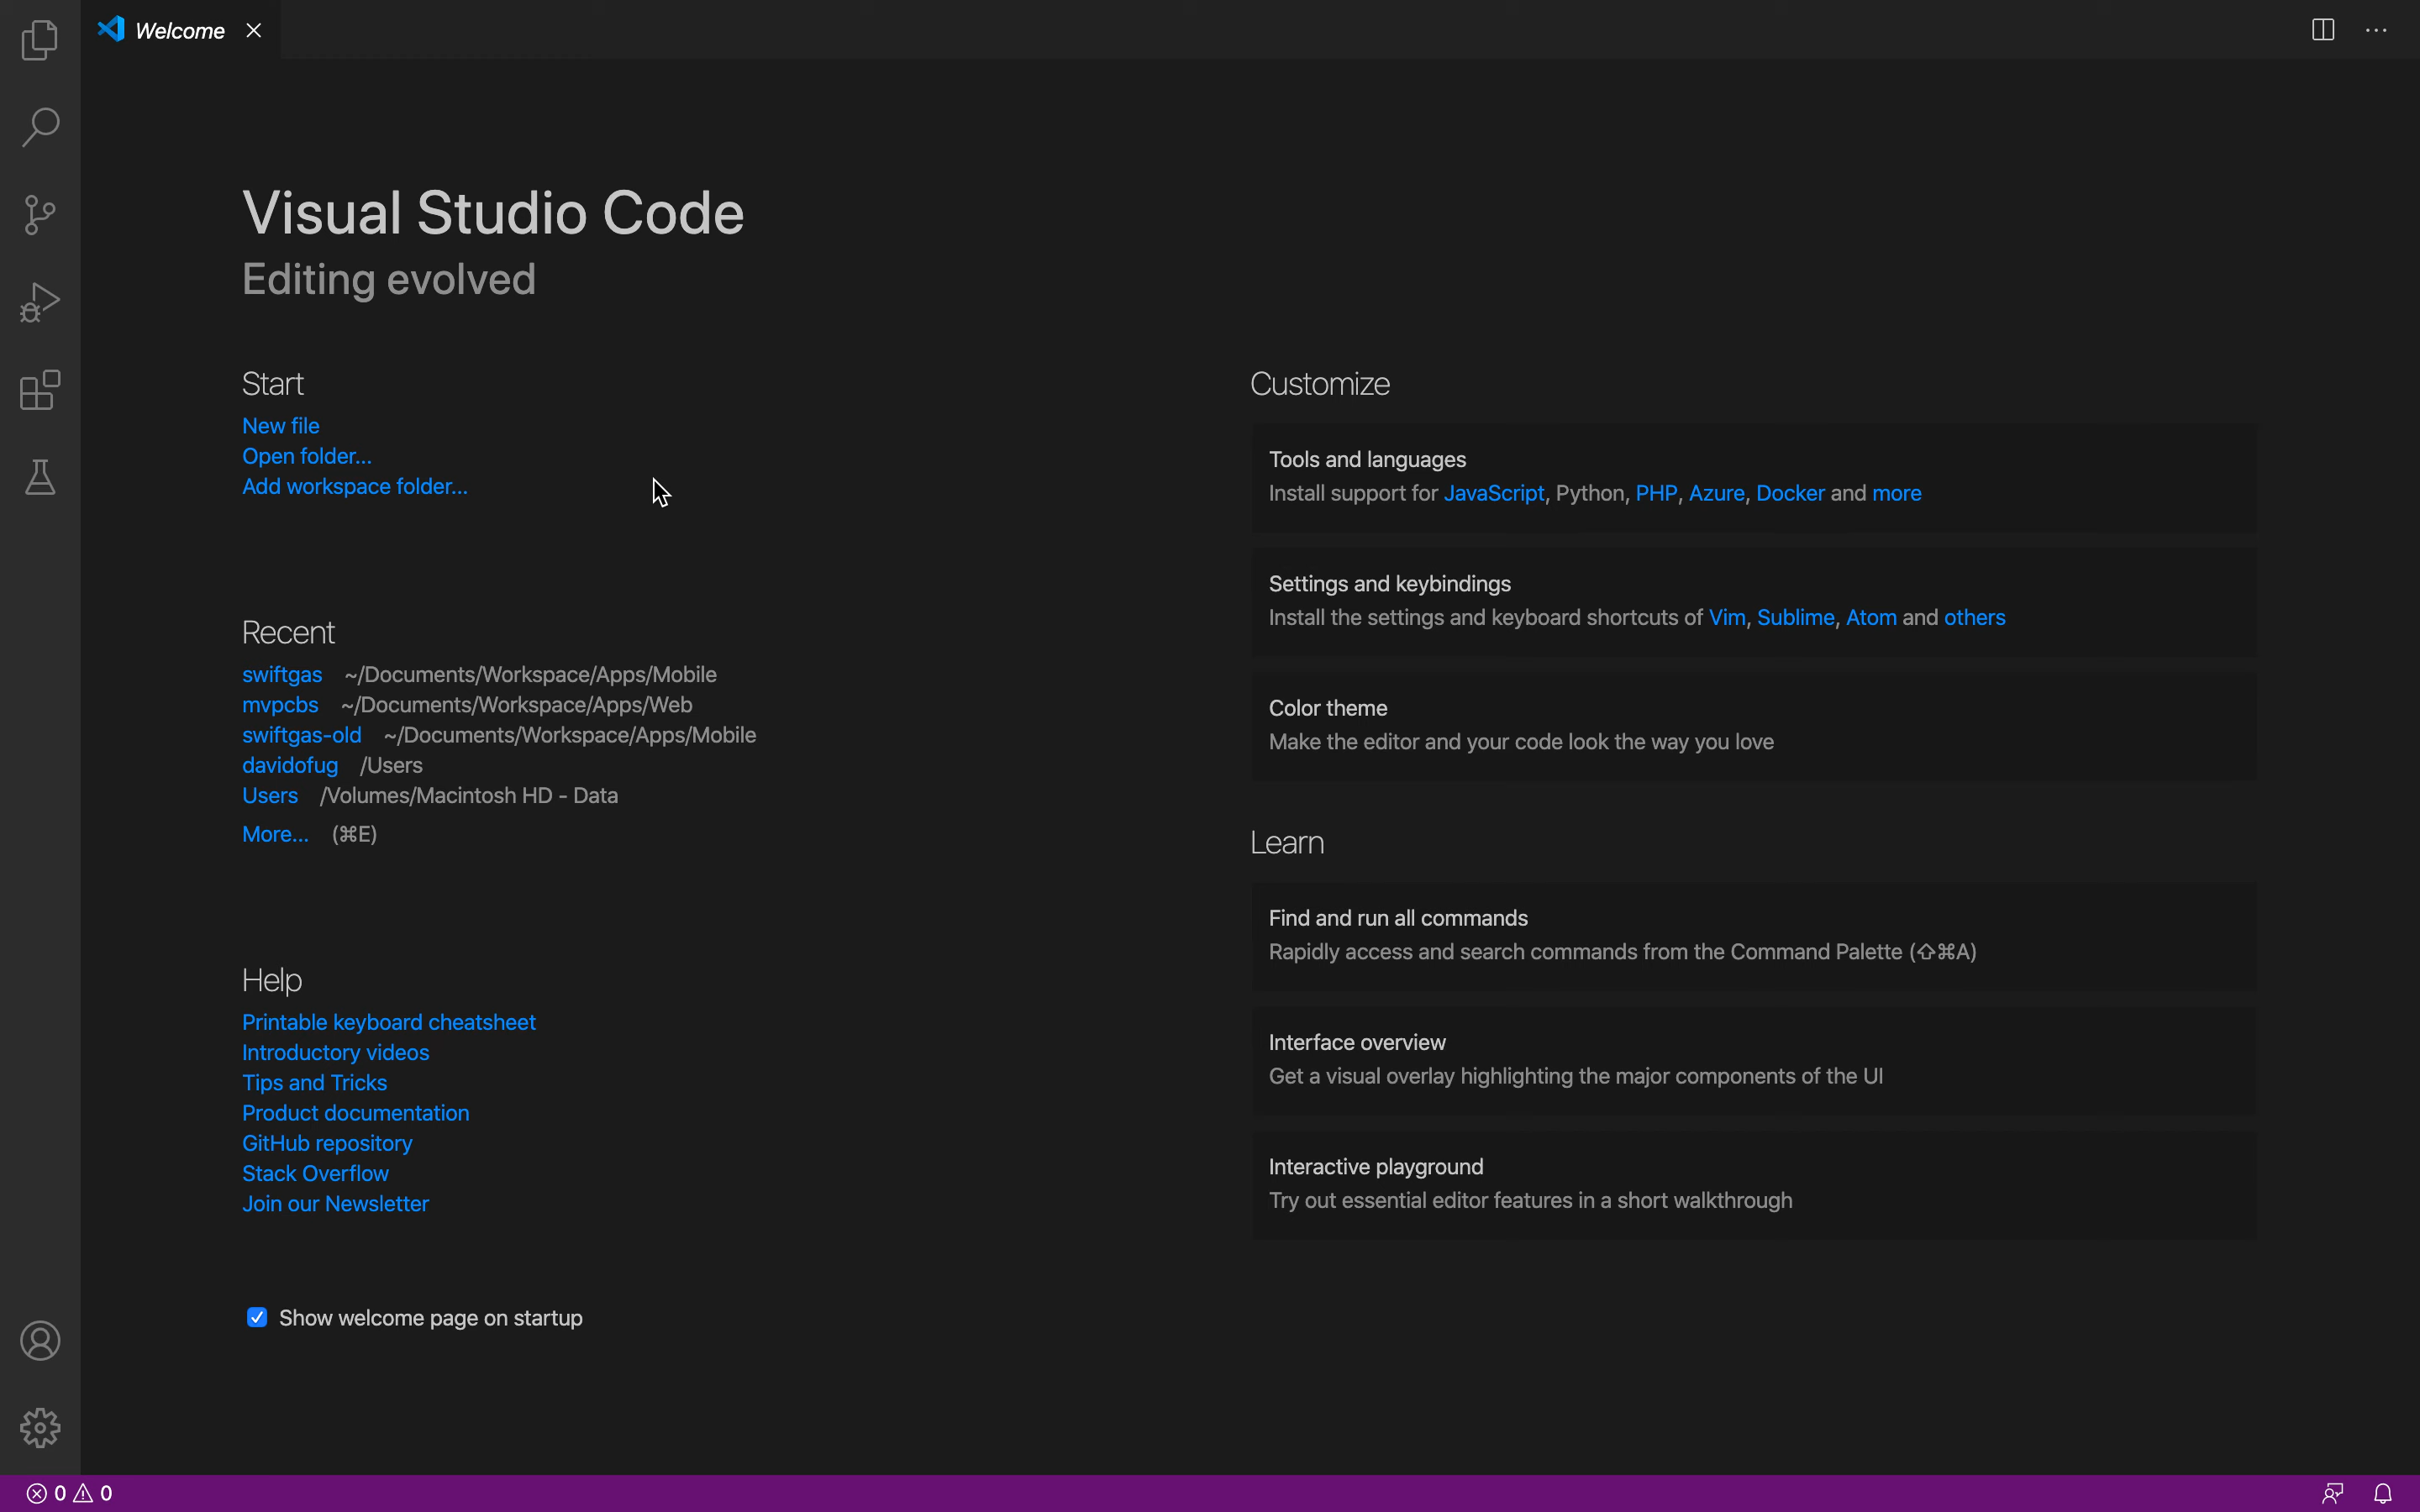 Welcome
Visual Studio Code
Editing evolved
Start
New file
Open folder...
Add workspace folder...
Recent
swiftgas ~/Documents/Workspace/Apps/Mobile
mvpcbs ~/Documents/Workspace/Apps/Web
swiftgas-old ~/Documents/Workspace/Apps/Mobile
davidofug /Users
Users /Volumes/Macintosh HD - Data
More... (⌘E)
Help
Printable keyboard cheatsheet
Introductory videos
Tips and Tricks
Product documentation
GitHub repository
Stack Overflow
Join our Newsletter
Show welcome page on startup
Customize
Tools and languages
Install support for JavaScript, Python, PHP, Azure, Docker and more
Settings and keybindings
Install the settings and keyboard shortcuts of Vim, Sublime, Atom and others
Color theme
Make the editor and your code look the way you love
Learn
Find and run all commands
Rapidly access and search commands from the Command Palette (⇧⌘A)
Interface overview
Get a visual overlay highlighting the major components of the UI
Interactive playground
Try out essential editor features in a short walkthrough
0 0